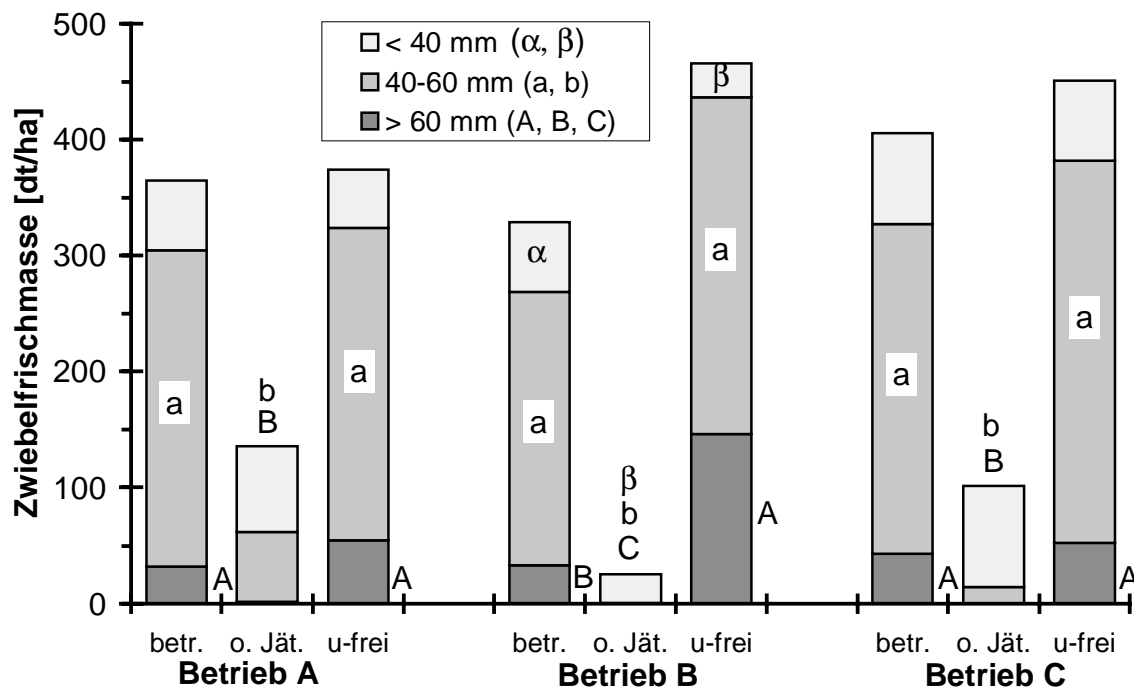 Zwiebelfrischmasse [dt/ha]
500
400
300
200
100
0
< 40 mm (α, β)
40-60 mm (a, b)
> 60 mm (A, B, C)
a
A
b
B
a
A
α
a
B
β
b
C
β
a
A
a
A
b
B
a
A
betr. o. Jät. u-frei betr. o. Jät. u-frei betr. o. Jät. u-frei
Betrieb A Betrieb B Betrieb C